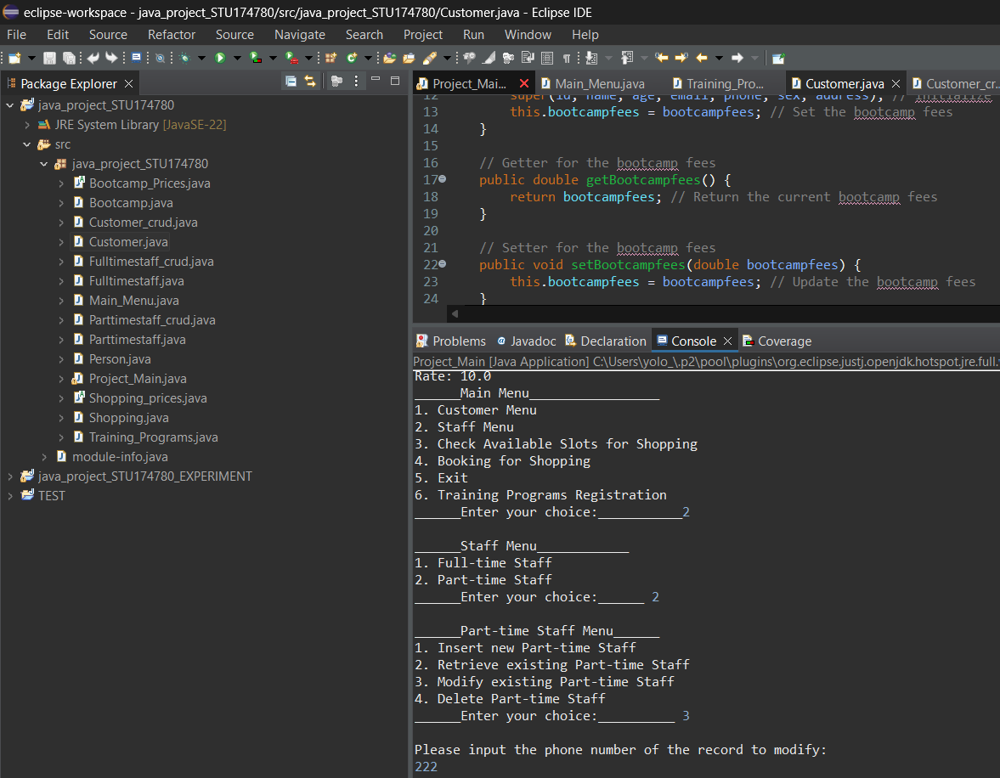 eclipse-workspace - java_project_STU174780/src/java_project_STU174780/Customer.java - Eclipse IDE
File Edit Source Refactor Source Navigate Search Project Run Window Help
Package Explorer
java_project_STU174780
JRE System Library [JavaSE-22]
src
java_project_STU174780
Bootcamp_Prices.java
Bootcamp.java
Customer_crud.java
Customer.java
Fulltimestaff_crud.java
Fulltimestaff.java
Main_Menu.java
Parttimestaff_crud.java
Parttimestaff.java
Person.java
Project_Main.java
Shopping_prices.java
Shopping.java
Training_Programs.java
module-info.java
java_project_STU174780_EXPERIMENT
TEST
Project_Mai... Main_Menu.java Training_Pro... Customer.java Customer_cr...
12 super(id, name, age, email, phone, sex, address); // Initialize
13 this.bootcampfees = bootcampfees; // Set the bootcamp fees
14 }
15
16 // Getter for the bootcamp fees
17 public double getBootcampfees() {
18 return bootcampfees; // Return the current bootcamp fees
19 }
20
21 // Setter for the bootcamp fees
22 public void setBootcampfees(double bootcampfees) {
23 this.bootcampfees = bootcampfees; // Update the bootcamp fees
24 }
Problems Javadoc Declaration Console Coverage
Project_Main [Java Application] C:\Users\yolo_\.p2\pool\plugins\org.eclipse.justj.openjdk.hotspot.jre.full.
Rate: 10.0
______Main Menu_________________
1. Customer Menu
2. Staff Menu
3. Check Available Slots for Shopping
4. Booking for Shopping
5. Exit
6. Training Programs Registration
______Enter your choice:___________2
______Staff Menu____________
1. Full-time Staff
2. Part-time Staff
______Enter your choice:______ 2
______Part-time Staff Menu______
1. Insert new Part-time Staff
2. Retrieve existing Part-time Staff
3. Modify existing Part-time Staff
4. Delete Part-time Staff
______Enter your choice:__________ 3
Please input the phone number of the record to modify:
222